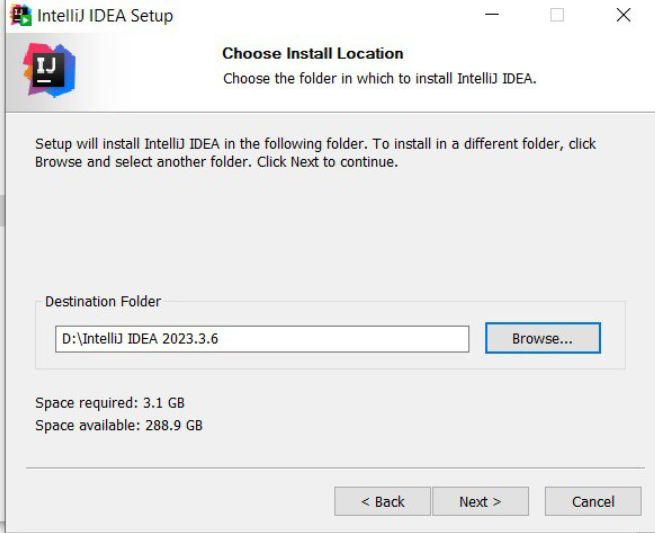 IntelliJ IDEA Setup
IJ
Choose Install Location
Choose the folder in which to install IntelliJ IDEA.
Setup will install IntelliJ IDEA in the following folder. To install in a different folder, click
Browse and select another folder. Click Next to continue.
Destination Folder
D:\IntelliJ IDEA 2023.3.6
Browse...
Space required: 3.1 GB
Space available: 288.9 GB
< Back
Next >
Cancel